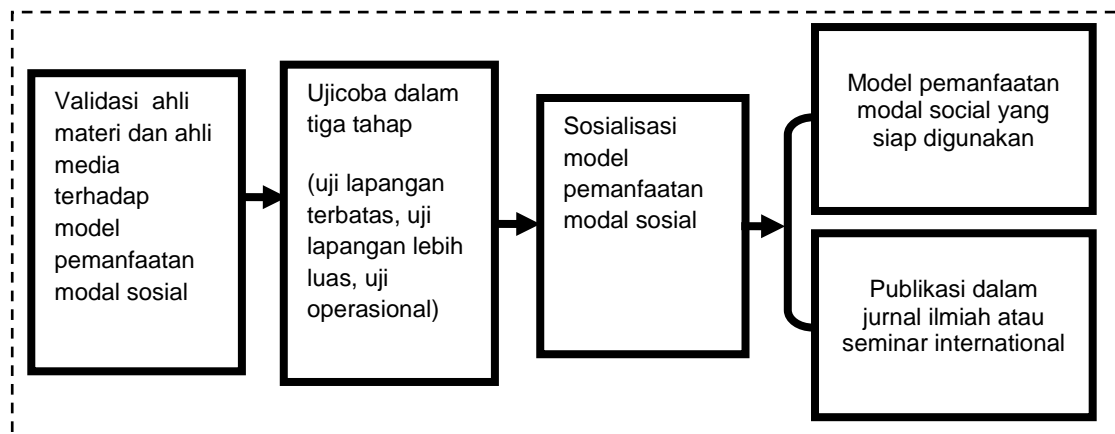 Validasi ahli
materi dan ahli
media
terhadap
model
pemanfaatan
modal sosial
Ujicoba dalam
tiga tahap
(uji lapangan
terbatas, uji
lapangan lebih
luas, uji
operasional)
Sosialisasi
model
pemanfaatan
modal sosial
Model pemanfaatan
modal social yang
siap digunakan
Publikasi dalam
jurnal ilmiah atau
seminar international